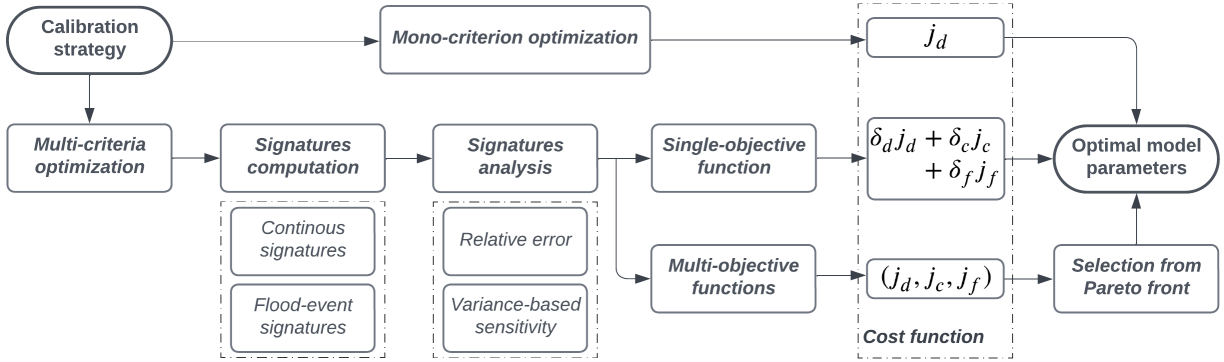 Calibration
strategy
Mono-criterion optimization
j_d
Multi-criteria
optimization
Signatures
computation
Signatures
analysis
Single-objective
function
δ_d j_d + δ_c j_c
+ δ_f j_f
Optimal model
parameters
Continous
signatures
Flood-event
signatures
Relative error
Variance-based
sensitivity
Multi-objective
functions
(j_d, j_c, j_f)
Selection from
Pareto front
Cost function